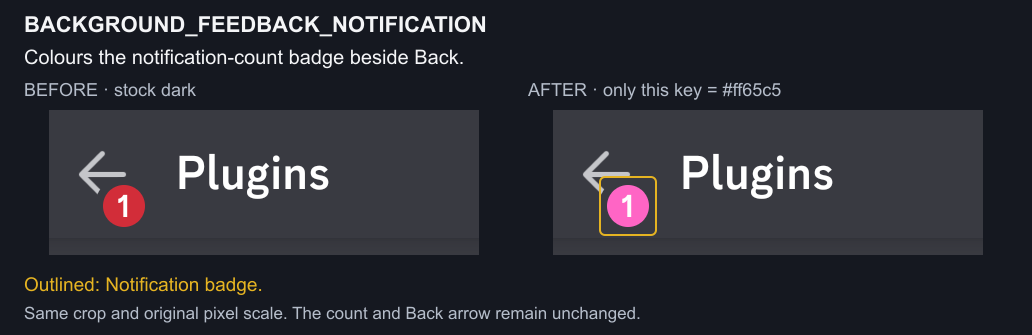 BACKGROUND_FEEDBACK_NOTIFICATION
Colours the notification-count badge beside Back.
BEFORE · stock dark
AFTER · only this key = #ff65c5
Plugins
1
Plugins
1
Outlined: Notification badge.
Same crop and original pixel scale. The count and Back arrow remain unchanged.